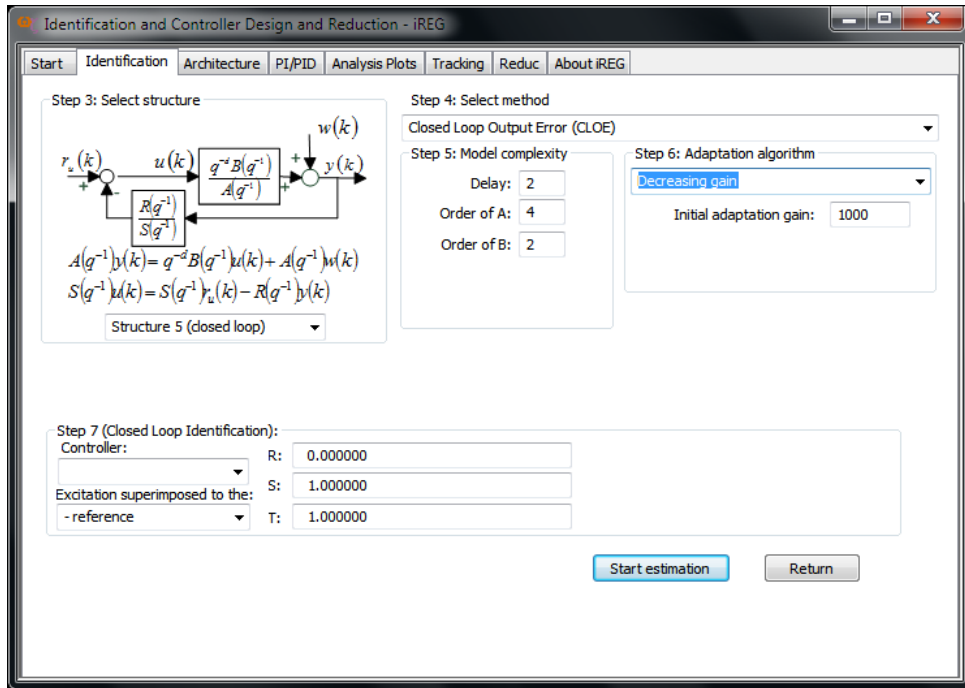 Identification and Controller Design and Reduction - iREG
Start Identification Architecture PI/PID Analysis Plots Tracking Reduc About iREG
Step 3: Select structure
w(k)
r_u(k) u(k) q^{-d}B(q^{-1}) y(k)
+ - A(q^{-1}) + +
R(q^{-1})
S(q^{-1})
A(q^{-1})y(k)= q^{-d}B(q^{-1})u(k)+ A(q^{-1})w(k)
S(q^{-1})u(k)= S(q^{-1})r_u(k)− R(q^{-1})y(k)
Structure 5 (closed loop)
Step 4: Select method
Closed Loop Output Error (CLOE)
Step 5: Model complexity
Delay: 2
Order of A: 4
Order of B: 2
Step 6: Adaptation algorithm
Decreasing gain
Initial adaptation gain: 1000
Step 7 (Closed Loop Identification):
Controller:
R: 0.000000
S: 1.000000
Excitation superimposed to the:
- reference
T: 1.000000
Start estimation Return